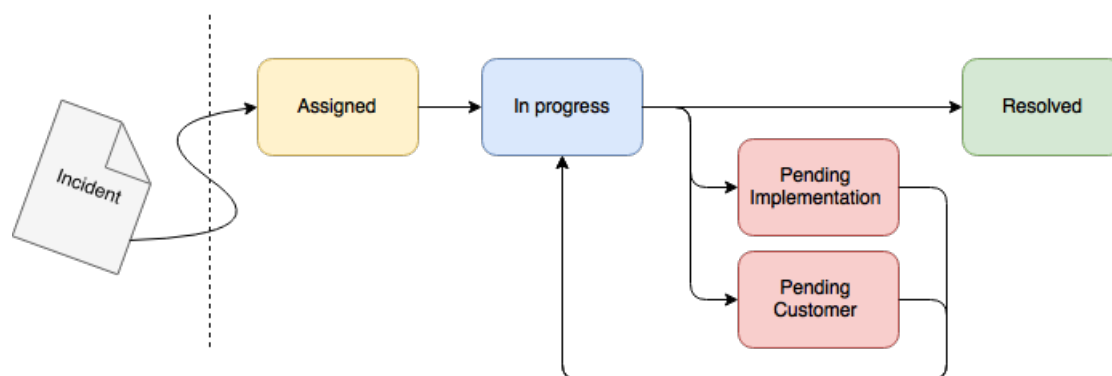 Incident
Assigned
In progress
Resolved
Pending
Implementation
Pending
Customer